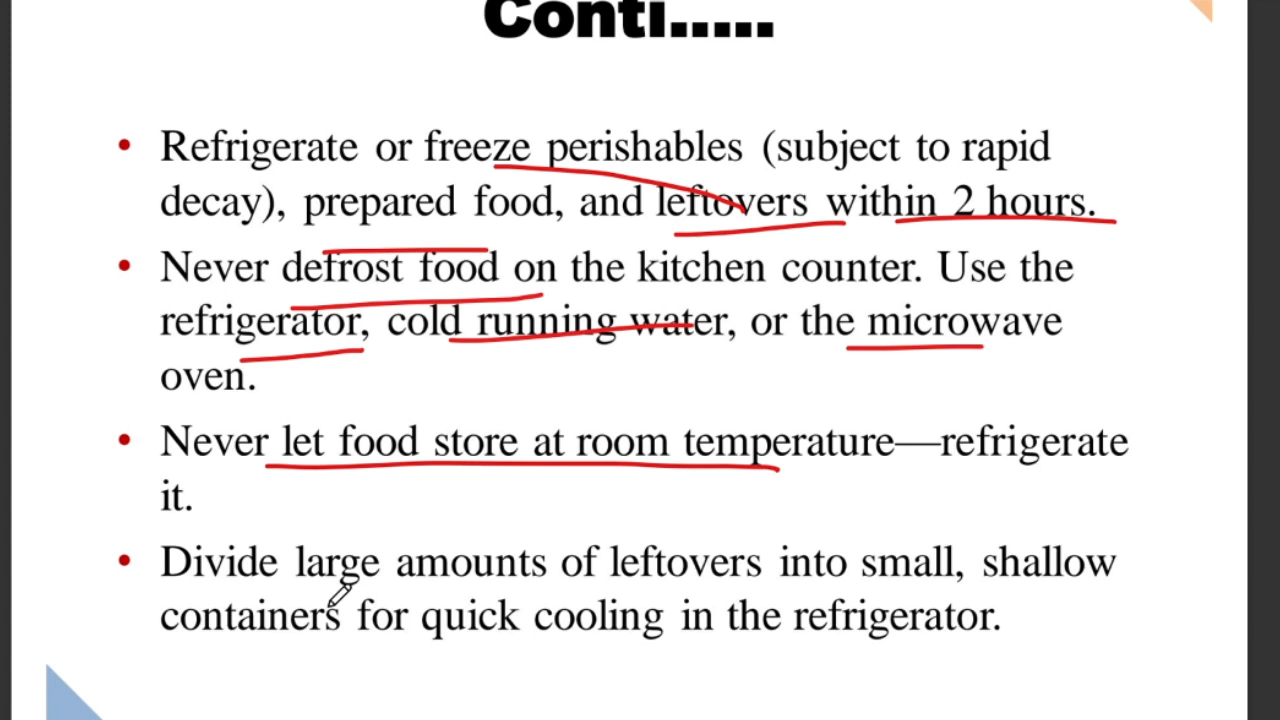 Conti.....
• Refrigerate or freeze perishables (subject to rapid
decay), prepared food, and leftovers within 2 hours.
• Never defrost food on the kitchen counter. Use the
refrigerator, cold running water, or the microwave
oven.
• Never let food store at room temperature—refrigerate
it.
• Divide large amounts of leftovers into small, shallow
containers for quick cooling in the refrigerator.